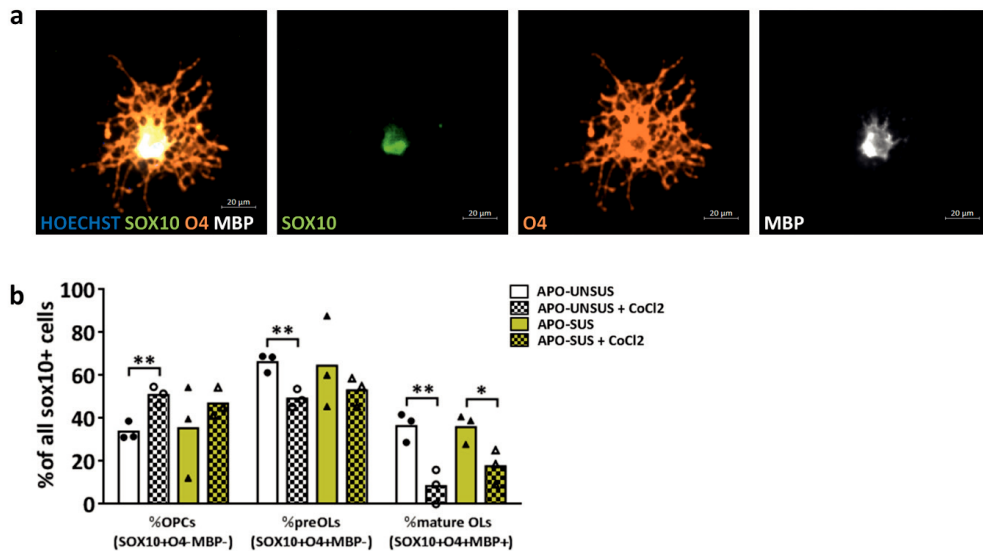 a
20 µm
HOECHST SOX10 O4 MBP
20 µm
SOX10
20 µm
O4
20 µm
MBP
b
100
80
60
40
20
0
%of all sox10+ cells
**
**
**
*
APO-UNSUS
APO-UNSUS + CoCl2
APO-SUS
APO-SUS + CoCl2
%OPCs
(SOX10+O4-MBP-)
%preOLs
(SOX10+O4+MBP-)
%mature OLs
(SOX10+O4+MBP+)